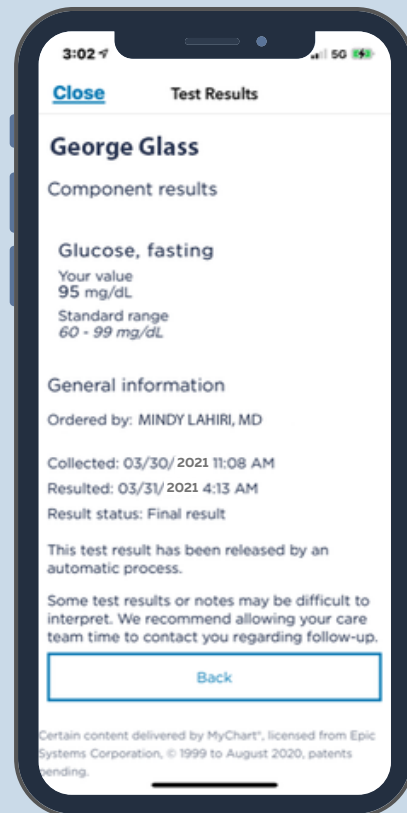 3:02
5G
Close
Test Results
George Glass
Component results
Glucose, fasting
Your value
95 mg/dL
Standard range
60 - 99 mg/dL
General information
Ordered by: MINDY LAHIRI, MD
Collected: 03/30/ 2021 11:08 AM
Resulted: 03/31/ 2021 4:13 AM
Result status: Final result
This test result has been released by an
automatic process.
Some test results or notes may be difficult to
interpret. We recommend allowing your care
team time to contact you regarding follow-up.
Back
Certain content delivered by MyChart®, licensed from Epic
Systems Corporation, © 1999 to August 2020, patents
pending.